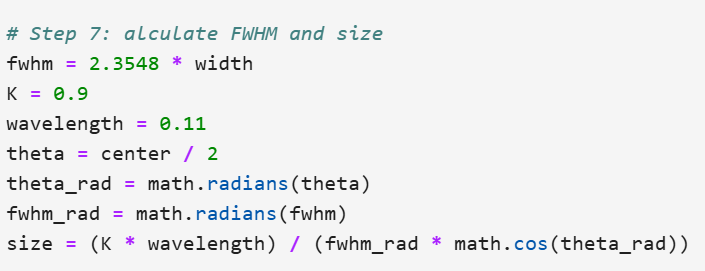 # Step 7: alculate FWHM and size
fwhm = 2.3548 * width
K = 0.9
wavelength = 0.11
theta = center / 2
theta_rad = math.radians(theta)
fwhm_rad = math.radians(fwhm)
size = (K * wavelength) / (fwhm_rad * math.cos(theta_rad))